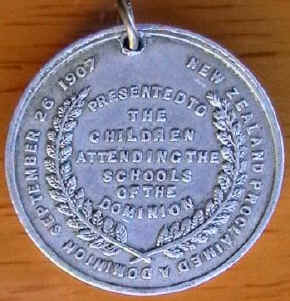 NEW ZEALAND PROCLAIMED A DOMINION SEPTEMBER 26 1907
PRESENTED TO
THE
CHILDREN
ATTENDING THE
SCHOOLS
OF THE
DOMINION